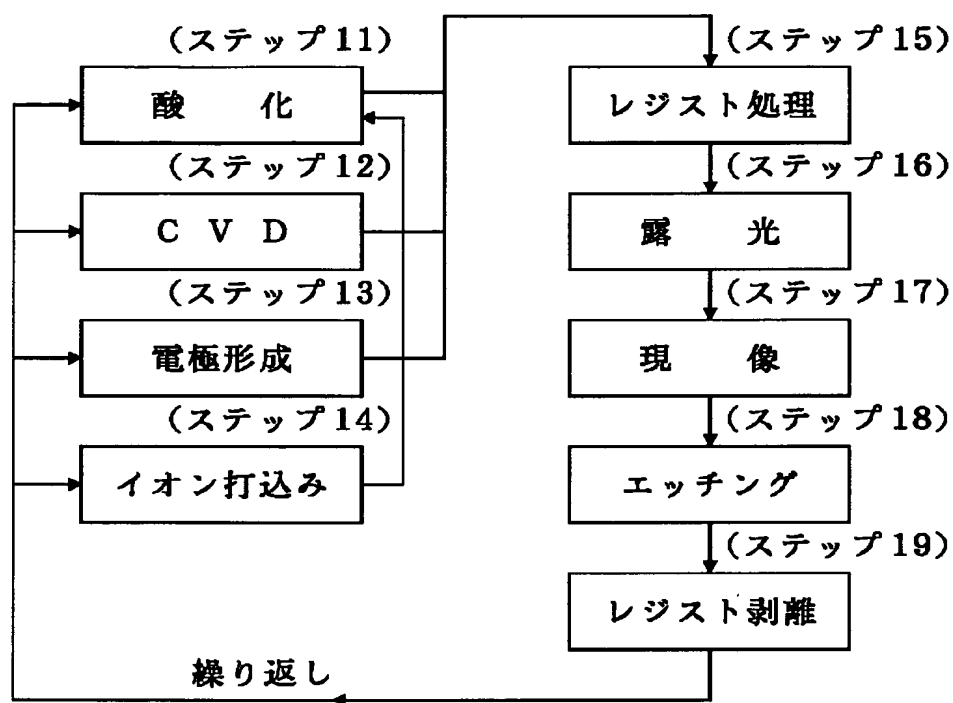 (ステップ11)
酸化
(ステップ12)
CVD
(ステップ13)
電極形成
(ステップ14)
イオン打込み
(ステップ15)
レジスト処理
(ステップ16)
露光
(ステップ17)
現像
(ステップ18)
エッチング
(ステップ19)
レジスト剥離
繰り返し